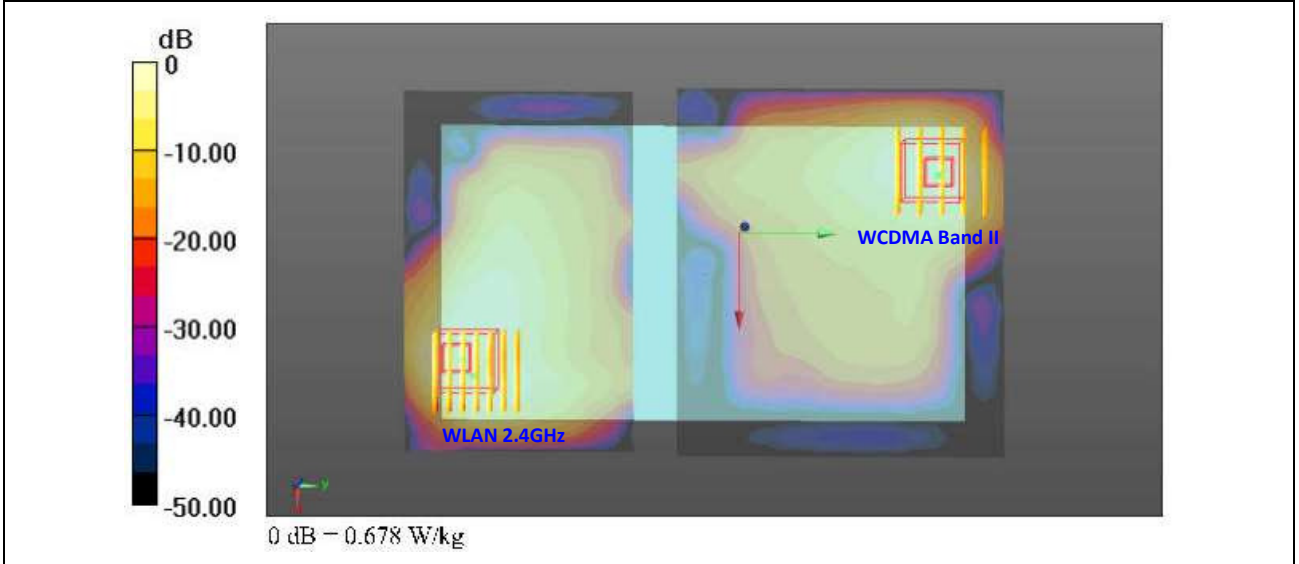 dB
0
-10.00
-20.00
-30.00
-40.00
-50.00
WCDMA Band II
WLAN 2.4GHz
y
0 dB = 0.678 W/kg